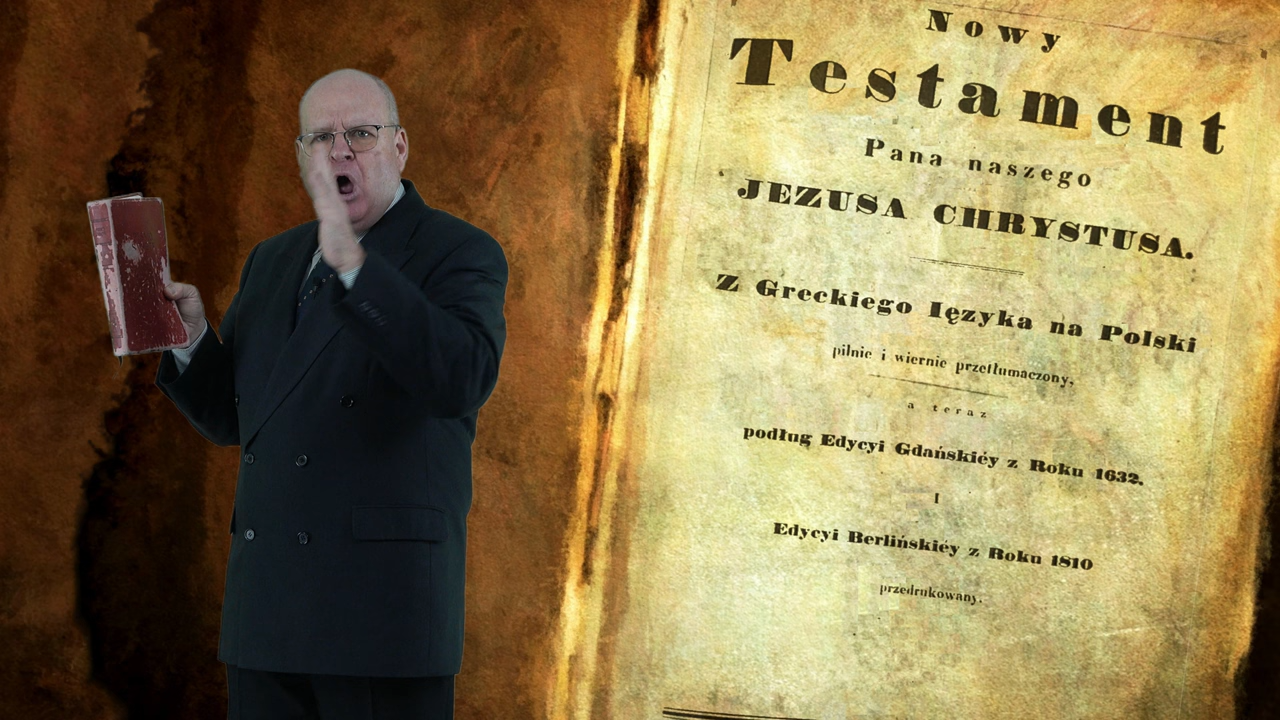 Nowy
Testament
Pana naszego
JEZUSA CHRYSTUSA.
Z Greckiego Ięzyka na Polski
pilnie i wiernie przetłumaczony,
a teraz
podług Edycyi Gdańskiéy z Roku 1632.
I
Edycyi Berlińskiéy z Roku 1810
przedrukowany.